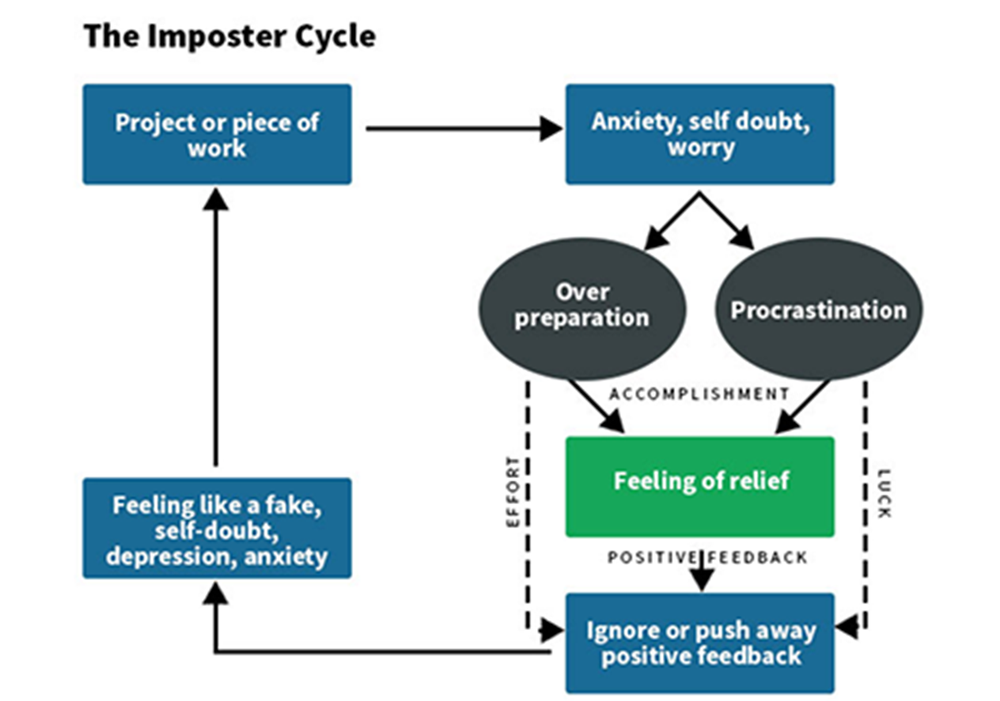 The Imposter Cycle
Project or piece of
work
Anxiety, self doubt,
worry
Over
preparation
Procrastination
ACCOMPLISHMENT
EFFORT
LUCK
Feeling of relief
POSITIVE FEEDBACK
Feeling like a fake,
self-doubt,
depression, anxiety
Ignore or push away
positive feedback